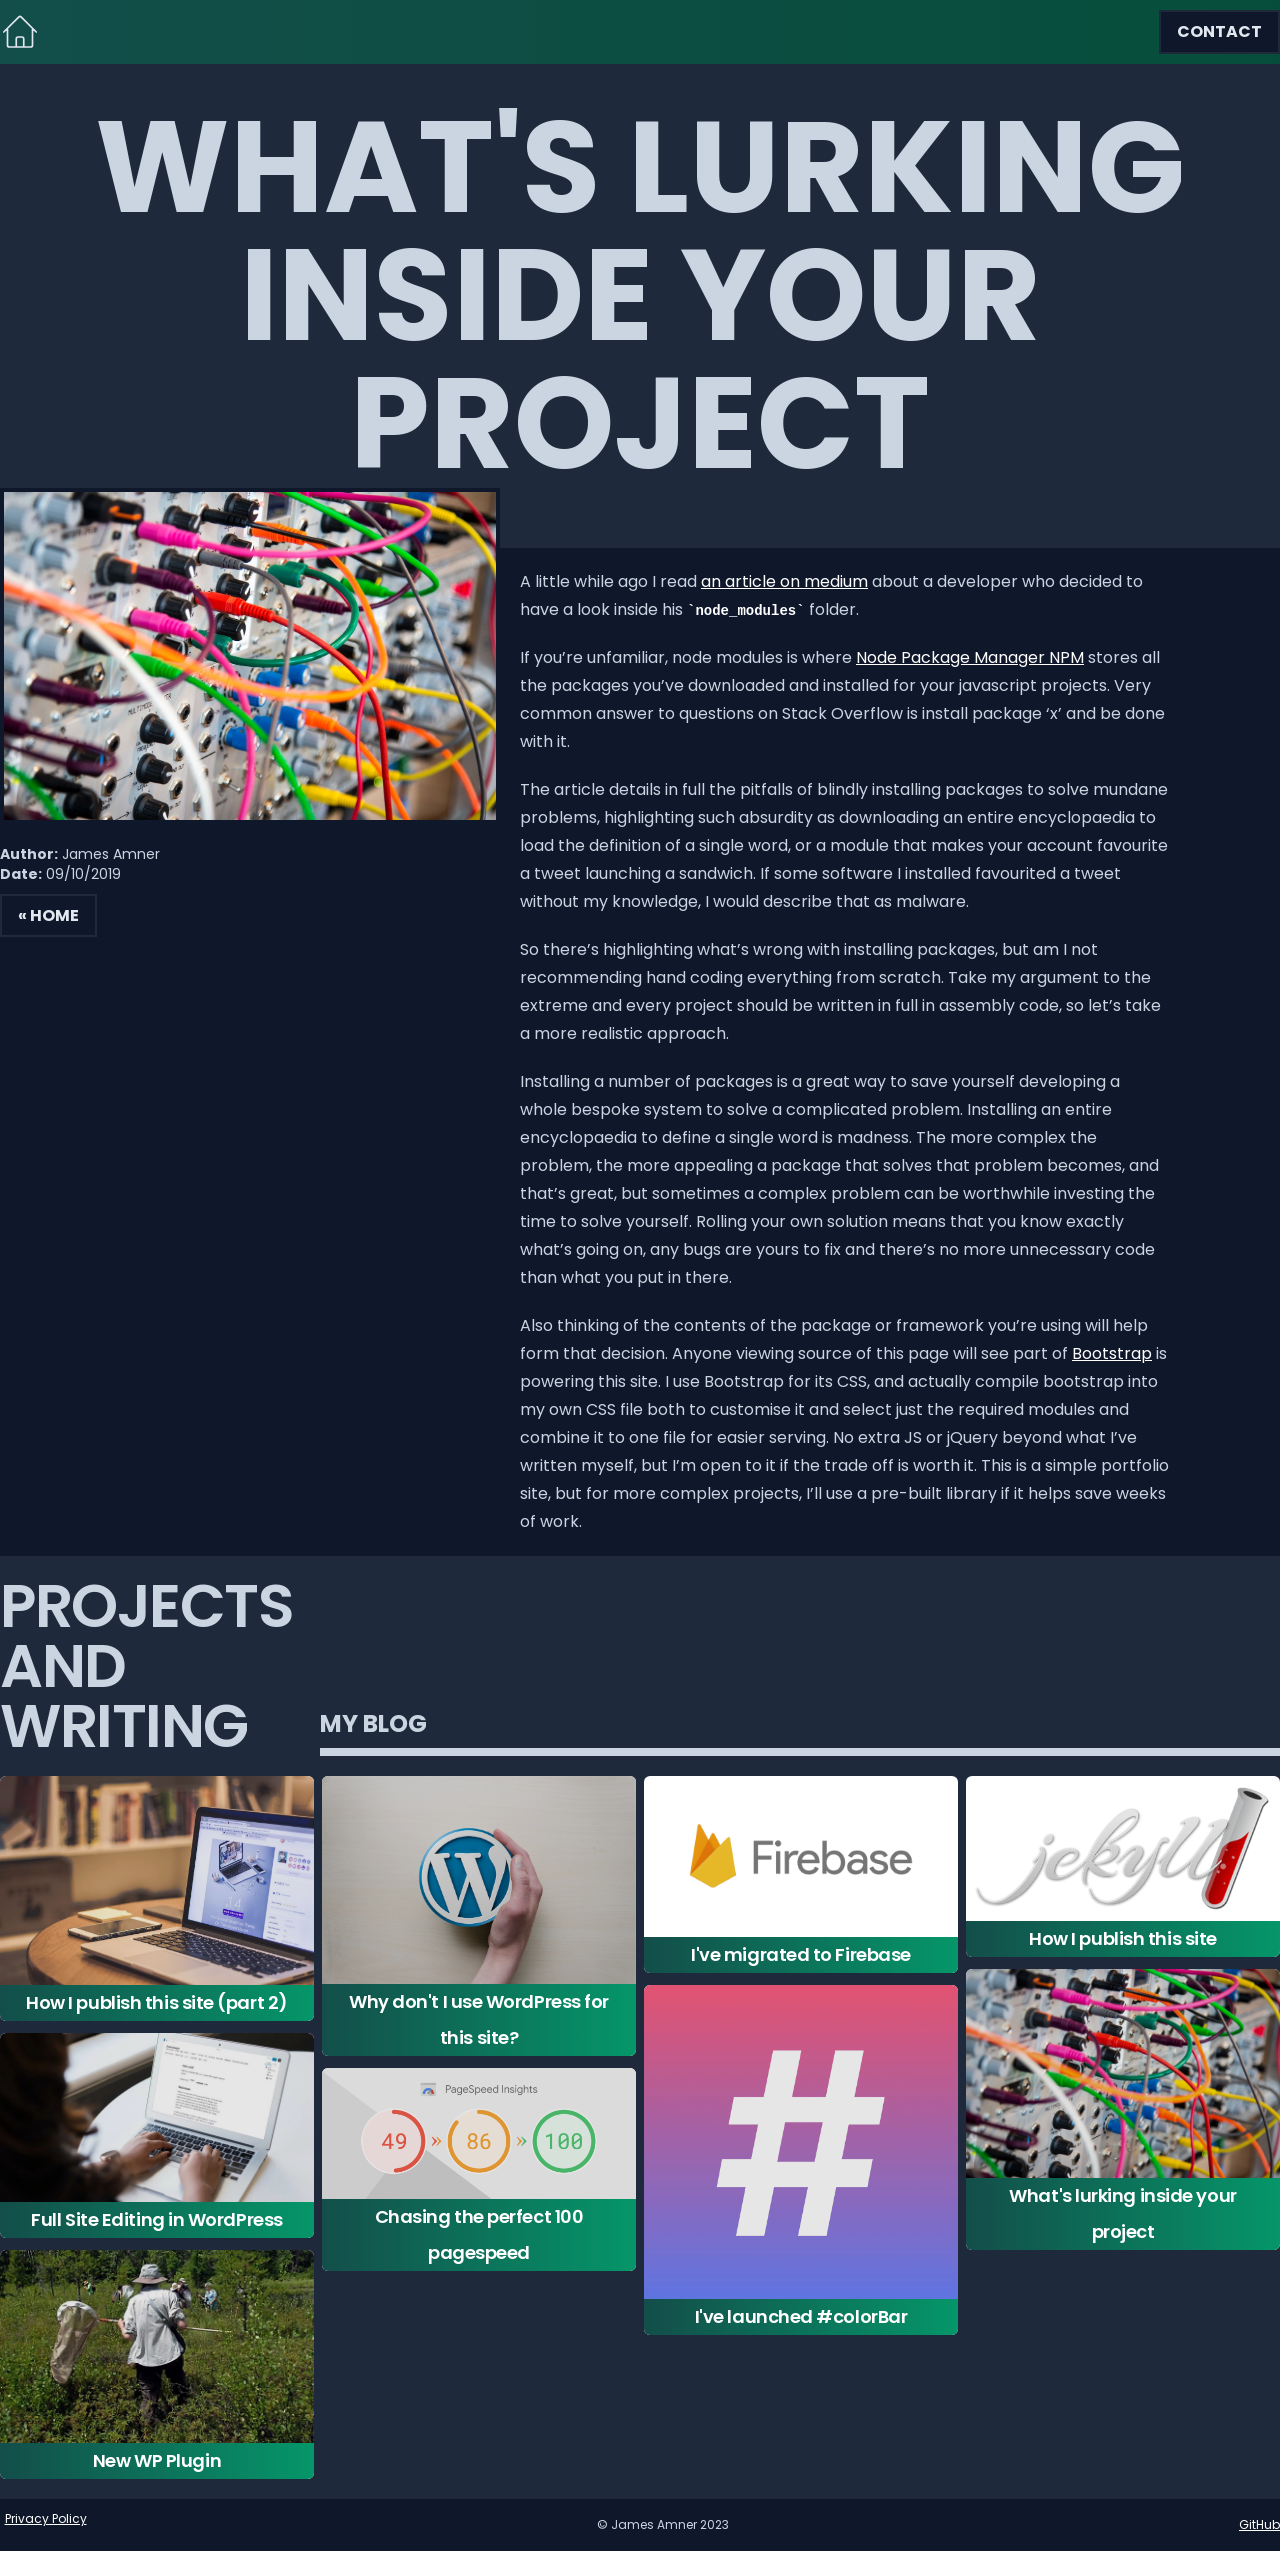 CONTACT
WHAT'S LURKING
INSIDE YOUR
PROJECT
A little while ago I read an article on medium about a developer who decided to
have a look inside his `node_modules` folder.
If you’re unfamiliar, node modules is where Node Package Manager NPM stores all
the packages you’ve downloaded and installed for your javascript projects. Very
common answer to questions on Stack Overflow is install package ‘x’ and be done
with it.
The article details in full the pitfalls of blindly installing packages to solve mundane
problems, highlighting such absurdity as downloading an entire encyclopaedia to
load the definition of a single word, or a module that makes your account favourite
a tweet launching a sandwich. If some software I installed favourited a tweet
without my knowledge, I would describe that as malware.
So there’s highlighting what’s wrong with installing packages, but am I not
recommending hand coding everything from scratch. Take my argument to the
extreme and every project should be written in full in assembly code, so let’s take
a more realistic approach.
Installing a number of packages is a great way to save yourself developing a
whole bespoke system to solve a complicated problem. Installing an entire
encyclopaedia to define a single word is madness. The more complex the
problem, the more appealing a package that solves that problem becomes, and
that’s great, but sometimes a complex problem can be worthwhile investing the
time to solve yourself. Rolling your own solution means that you know exactly
what’s going on, any bugs are yours to fix and there’s no more unnecessary code
than what you put in there.
Also thinking of the contents of the package or framework you’re using will help
form that decision. Anyone viewing source of this page will see part of Bootstrap is
powering this site. I use Bootstrap for its CSS, and actually compile bootstrap into
my own CSS file both to customise it and select just the required modules and
combine it to one file for easier serving. No extra JS or jQuery beyond what I’ve
written myself, but I’m open to it if the trade off is worth it. This is a simple portfolio
site, but for more complex projects, I’ll use a pre-built library if it helps save weeks
of work.
Author: James Amner
Date: 09/10/2019
« HOME
PROJECTS
AND
WRITING
MY BLOG
How I publish this site (part 2)
Full Site Editing in WordPress
New WP Plugin
Why don't I use WordPress for
this site?
PageSpeed Insights
49 » 86 » 100
Chasing the perfect 100
pagespeed
Firebase
I've migrated to Firebase
#
I've launched #colorBar
jekyll
How I publish this site
What's lurking inside your
project
Privacy Policy
© James Amner 2023
GitHub